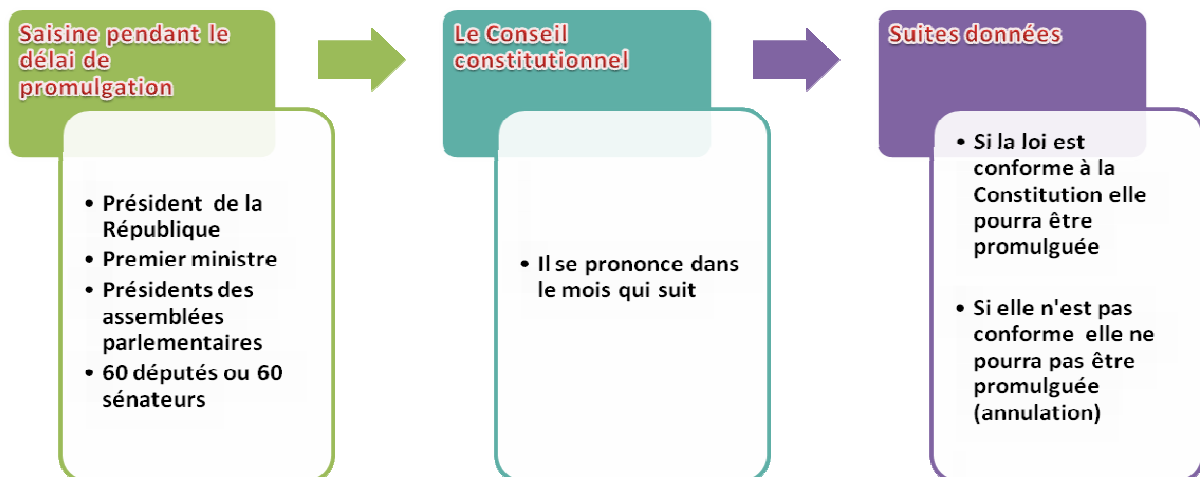 Saisine pendant le
délai de
promulgation
• Président de la
République
• Premier ministre
• Présidents des
assemblées
parlementaires
• 60 députés ou 60
sénateurs
Le Conseil
constitutionnel
• Il se prononce dans
le mois qui suit
Suites données
• Si la loi est
conforme à la
Constitution elle
pourra être
promulguée
• Si elle n'est pas
conforme elle ne
pourra pas être
promulguée
(annulation)